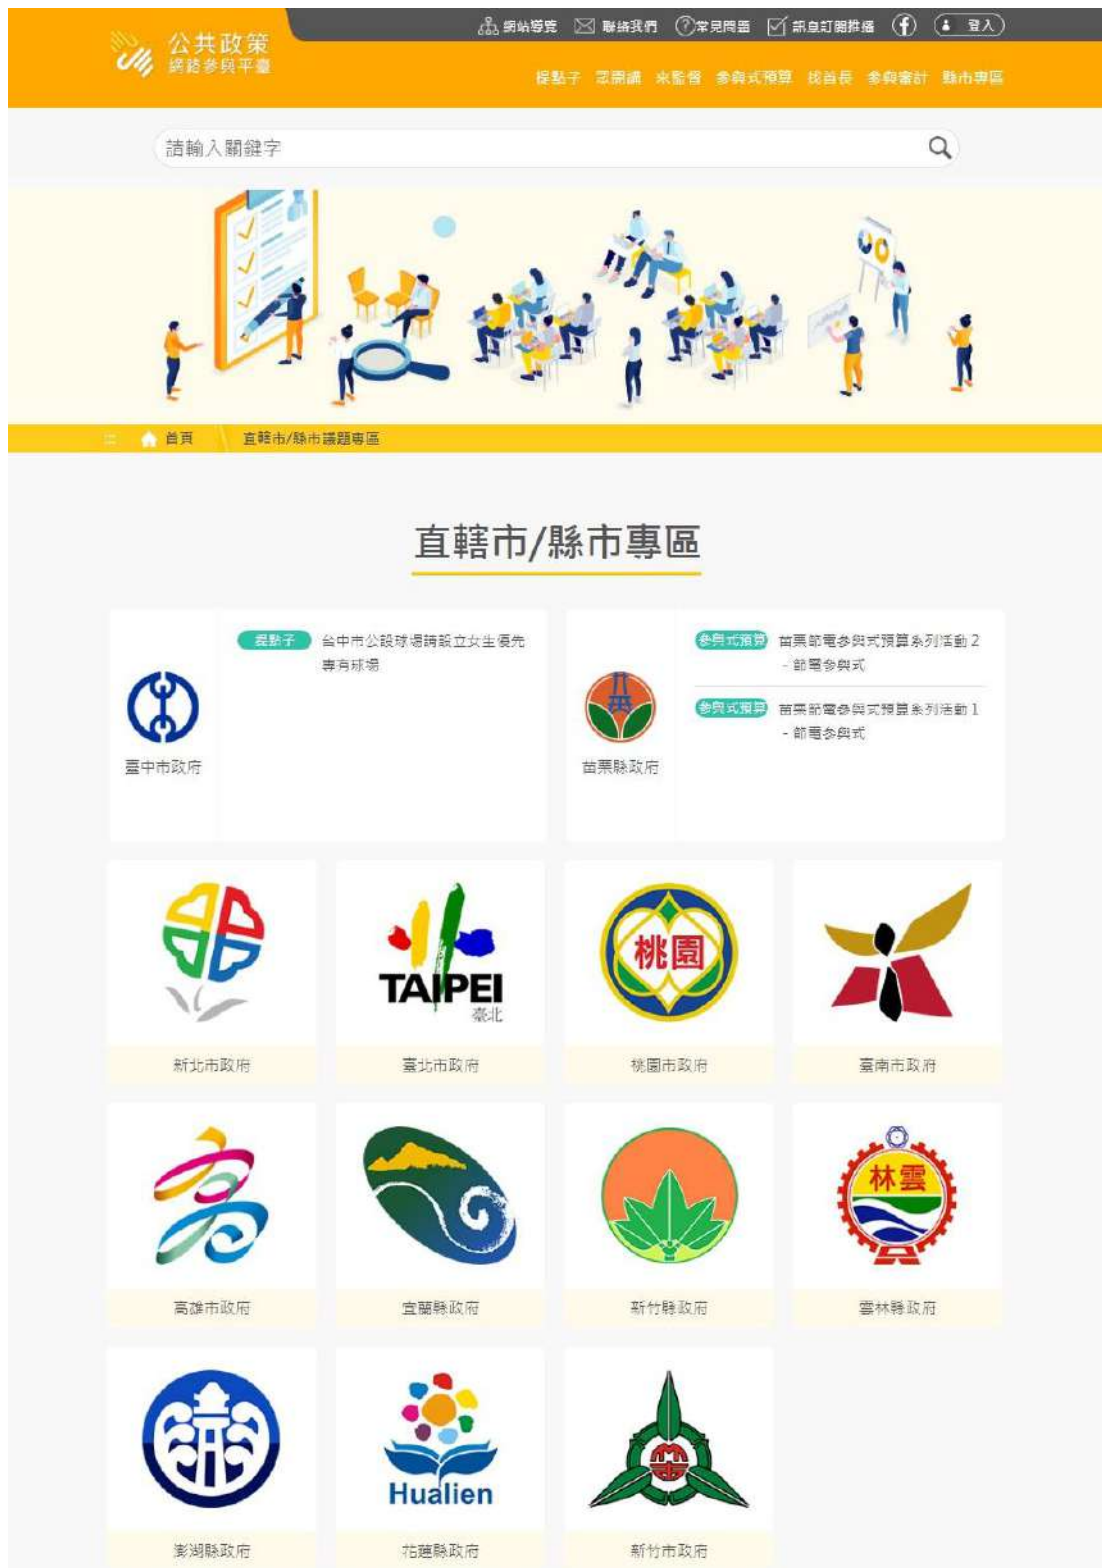 公共政策
網路參與平臺
網站導覽 聯絡我們 常見問題 訊息訂閱推播 登入
提點子 眾開講 來監督 參與式預算 找首長 參與審計 縣市專區
請輸入關鍵字
首頁 直轄市/縣市議題專區
直轄市/縣市專區
提點子 台中市公設球場請設立女生優先
專有球場
臺中市政府
參與式預算 苗栗節電參與式預算系列活動2
- 節電參與式
參與式預算 苗栗節電參與式預算系列活動1
- 節電參與式
苗栗縣政府
TAIPEI
臺北
桃園
新北市政府
臺北市政府
桃園市政府
臺南市政府
林雲
高雄市政府
宜蘭縣政府
新竹縣政府
雲林縣政府
Hualien
澎湖縣政府
花蓮縣政府
新竹市政府